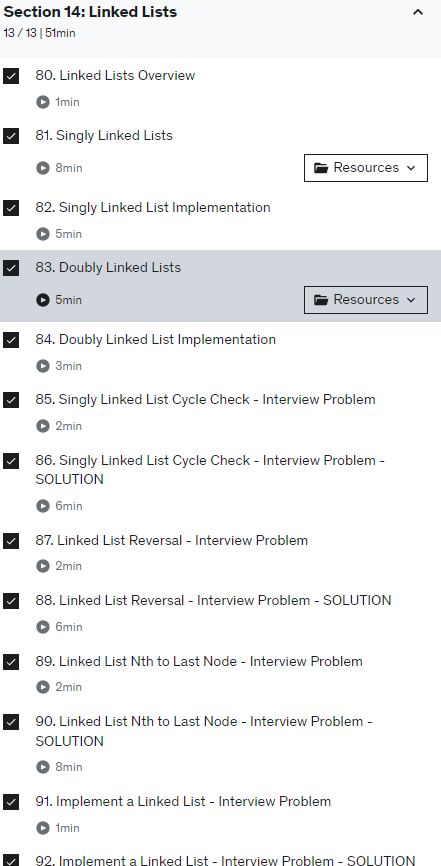 Section 14: Linked Lists
13 / 13 | 51min
80. Linked Lists Overview
1min
81. Singly Linked Lists
8min
Resources
82. Singly Linked List Implementation
5min
83. Doubly Linked Lists
5min
Resources
84. Doubly Linked List Implementation
3min
85. Singly Linked List Cycle Check - Interview Problem
2min
86. Singly Linked List Cycle Check - Interview Problem -
SOLUTION
6min
87. Linked List Reversal - Interview Problem
2min
88. Linked List Reversal - Interview Problem - SOLUTION
6min
89. Linked List Nth to Last Node - Interview Problem
2min
90. Linked List Nth to Last Node - Interview Problem -
SOLUTION
8min
91. Implement a Linked List - Interview Problem
1min
92. Implement a Linked List - Interview Problem - SOLUTION